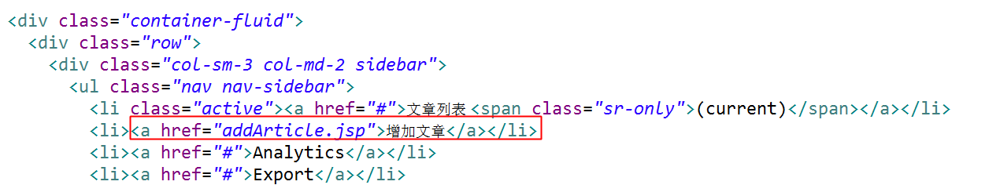 <div class="container-fluid">
<div class="row">
<div class="col-sm-3 col-md-2 sidebar">
<ul class="nav nav-sidebar">
<li class="active"><a href="#">文章列表 <span class="sr-only">(current)</span></a></li>
<li><a href="addArticle.jsp">增加文章</a></li>
<li><a href="#">Analytics</a></li>
<li><a href="#">Export</a></li>